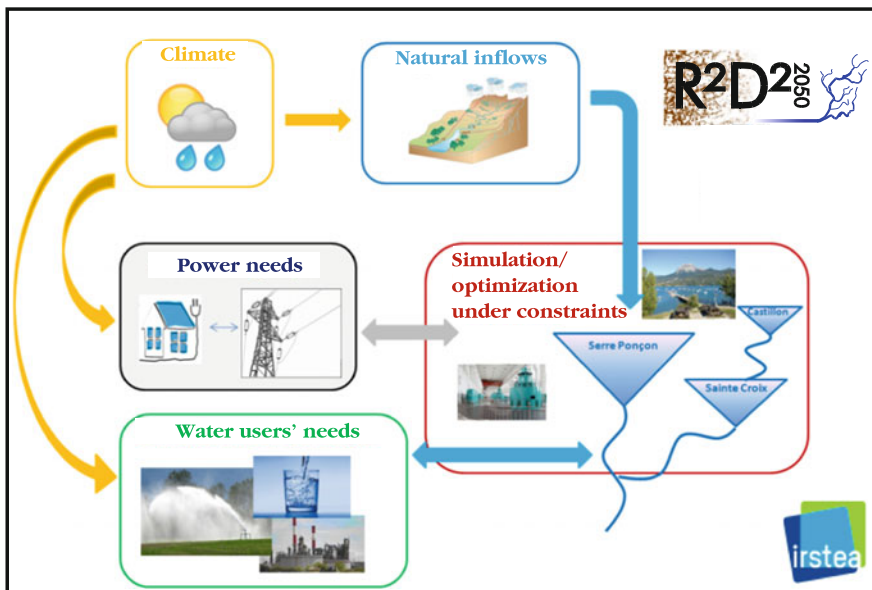 Climate
Natural inflows
R²D² 2050
Power needs
Simulation/
optimization
under constraints
Castillon
Serre Ponçon
Sainte Croix
Water users' needs
irstea